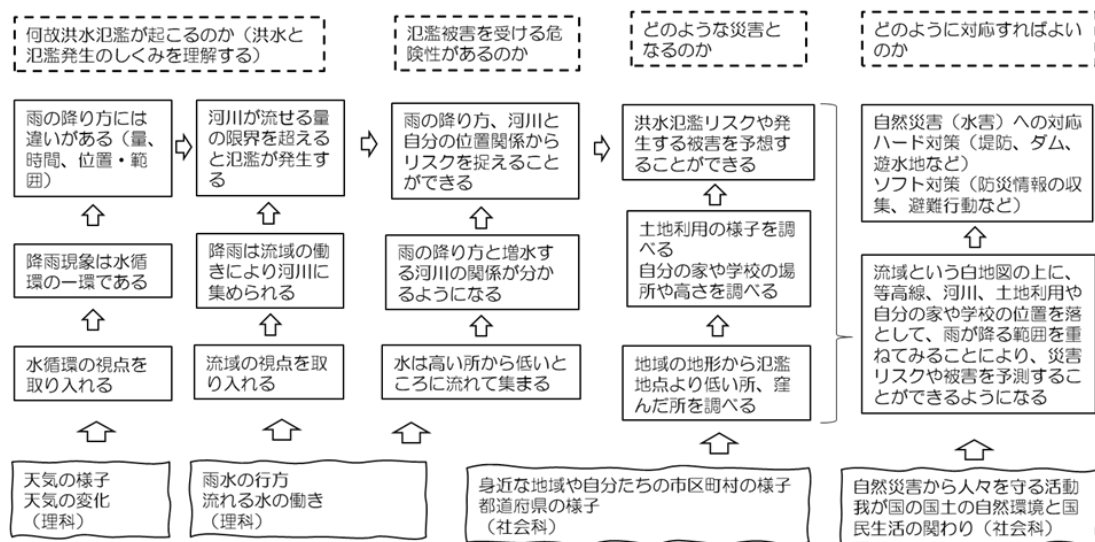 何故洪水氾濫が起こるのか（洪水と
氾濫発生のしくみを理解する）
氾濫被害を受ける危
険性があるのか
どのような災害と
なるのか
どのように対応すればよい
のか
雨の降り方には
違いがある（量、
時間、位置・範
囲）
河川が流せる量
の限界を超える
と氾濫が発生す
る
雨の降り方、河川と
自分の位置関係から
リスクを捉えること
ができる
洪水氾濫リスクや発
生する被害を予想す
ることができる
自然災害（水害）への対応
ハード対策（堤防、ダム、
遊水地など）
ソフト対策（防災情報の収
集、避難行動など）
降雨現象は水循
環の一環である
降雨は流域の働
きにより河川に
集められる
雨の降り方と増水す
る河川の関係が分か
るようになる
土地利用の様子を調
べる
自分の家や学校の場
所や高さを調べる
流域という白地図の上に、
等高線、河川、土地利用や
自分の家や学校の位置を落
として、雨が降る範囲を重
ねてみることにより、災害
リスクや被害を予測するこ
とができるようになる
水循環の視点を
取り入れる
流域の視点を取
り入れる
水は高い所から低いと
ころに流れて集まる
地域の地形から氾濫
地点より低い所、窪
んだ所を調べる
天気の様子
天気の変化
（理科）
雨水の行方
流れる水の働き
（理科）
身近な地域や自分たちの市区町村の様子
都道府県の様子
（社会科）
自然災害から人々を守る活動
我が国の国土の自然環境と国
民生活の関わり（社会科）